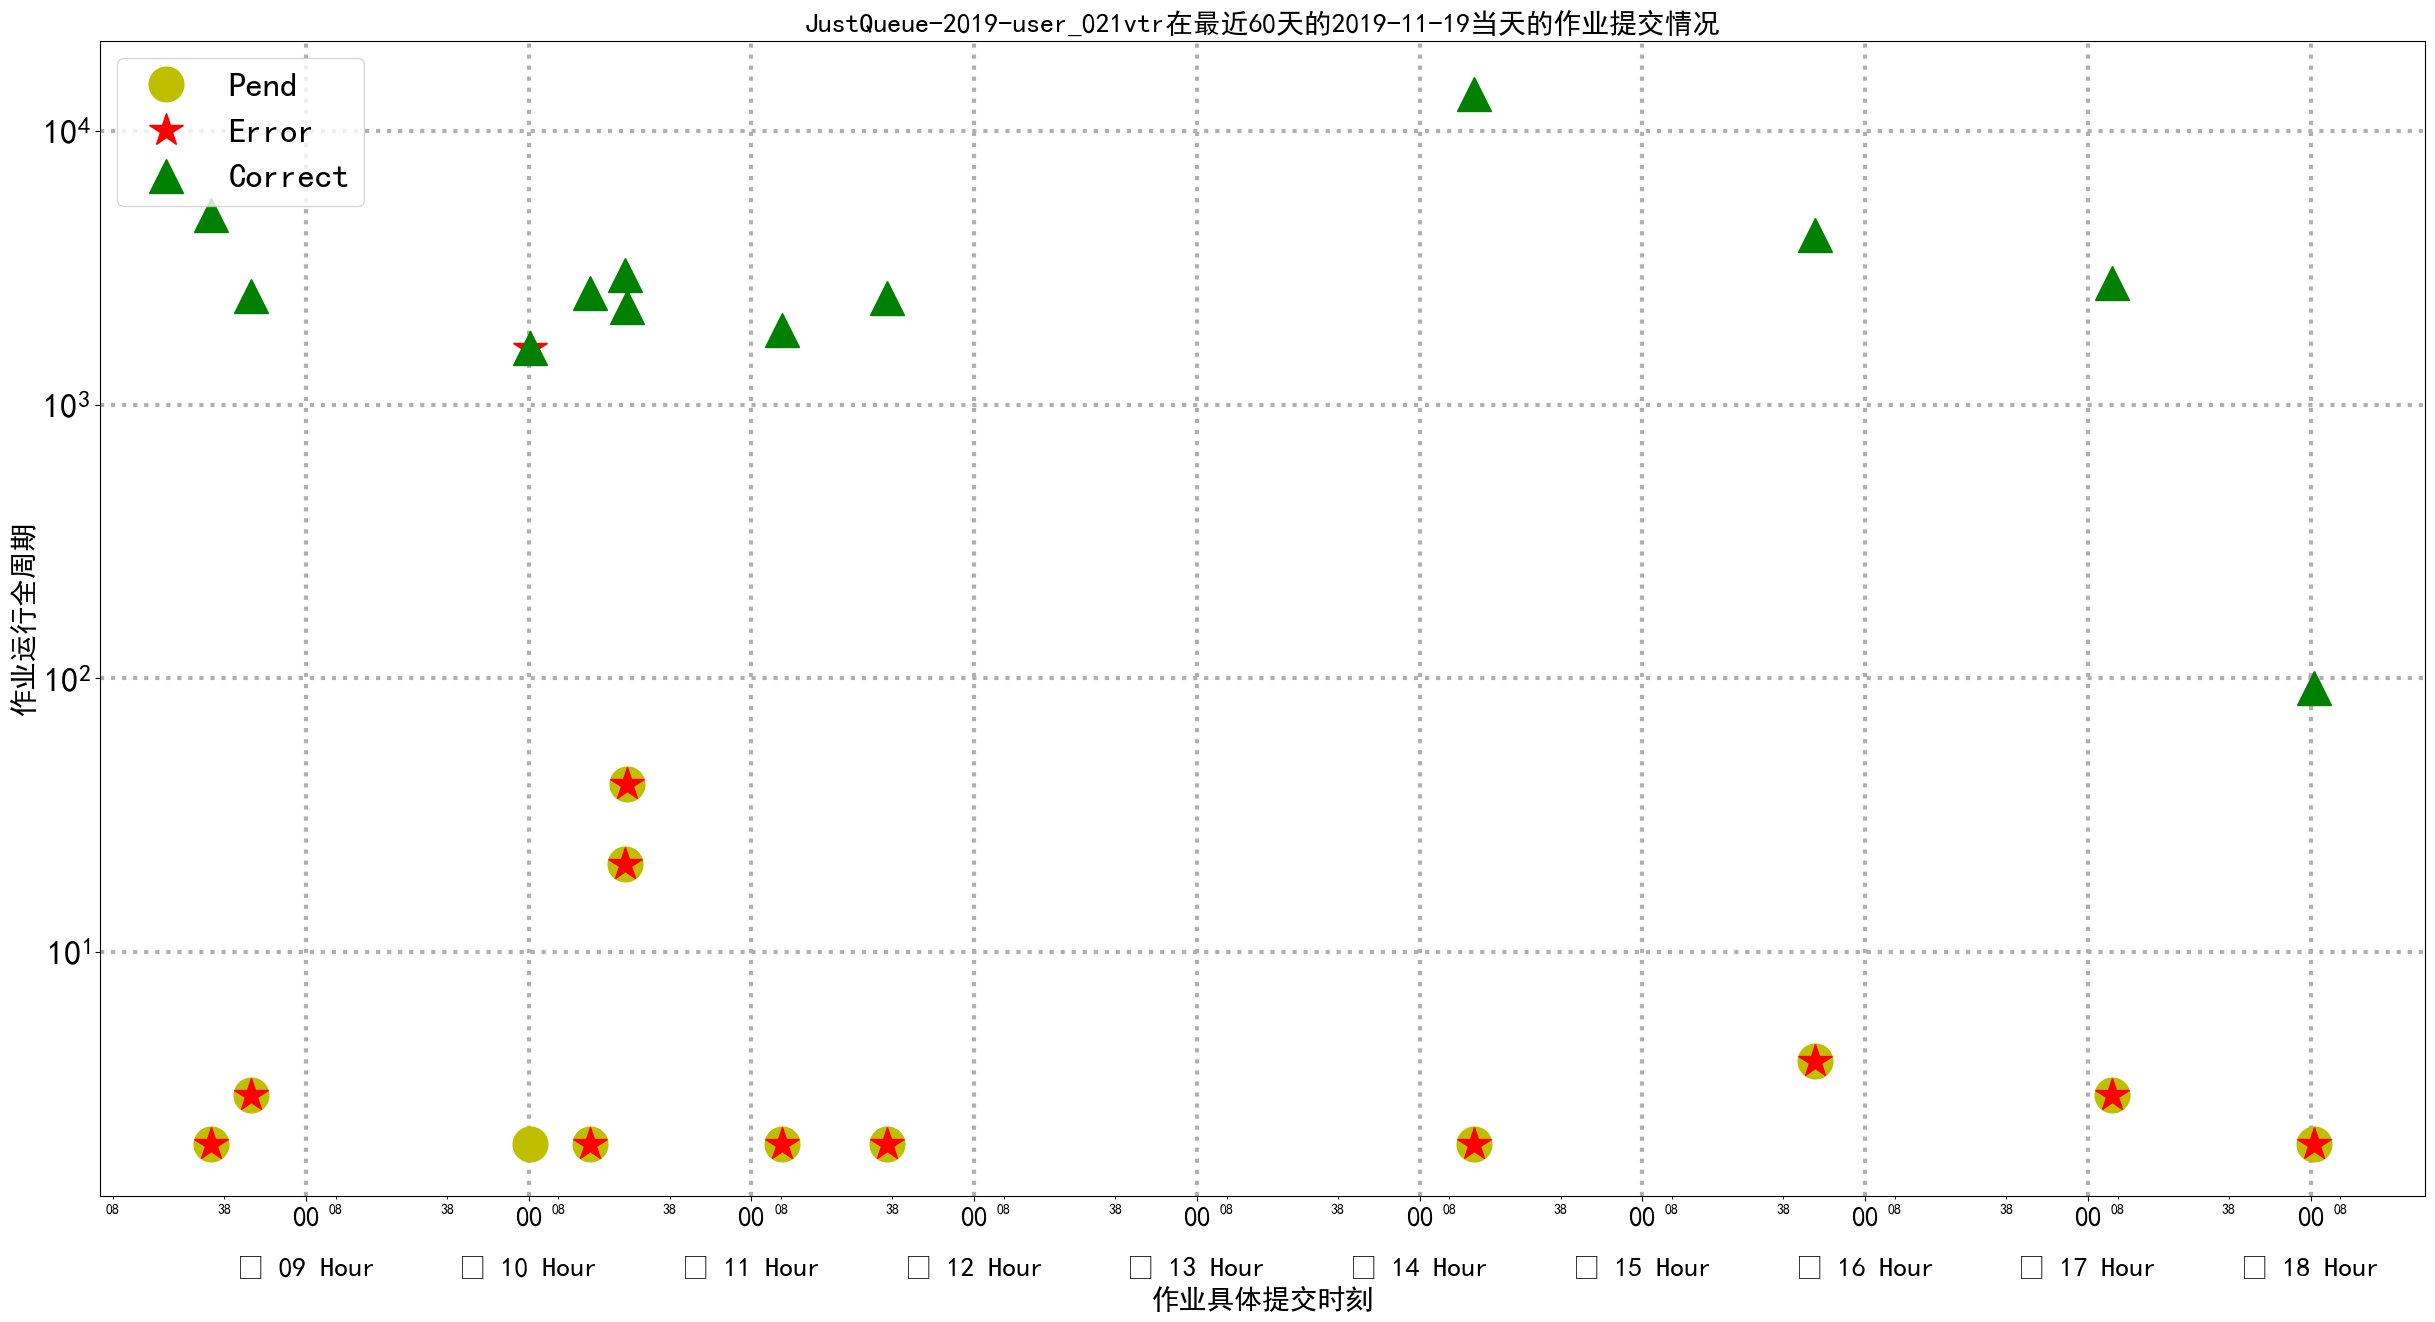 JustQueue-2019-user_021vtr在最近60天的2019-11-19当天的作业提交情况
Pend
Error
Correct
10⁴
10³
10²
10¹
作业运行全周期
08 38 00 08 38 00 08 38 00 08 38 00 08 38 00 08 38 00 08 38 00 08 38 00 08 38 00 08 38 00 08
□ 09 Hour □ 10 Hour □ 11 Hour □ 12 Hour □ 13 Hour □ 14 Hour □ 15 Hour □ 16 Hour □ 17 Hour □ 18 Hour
作业具体提交时刻